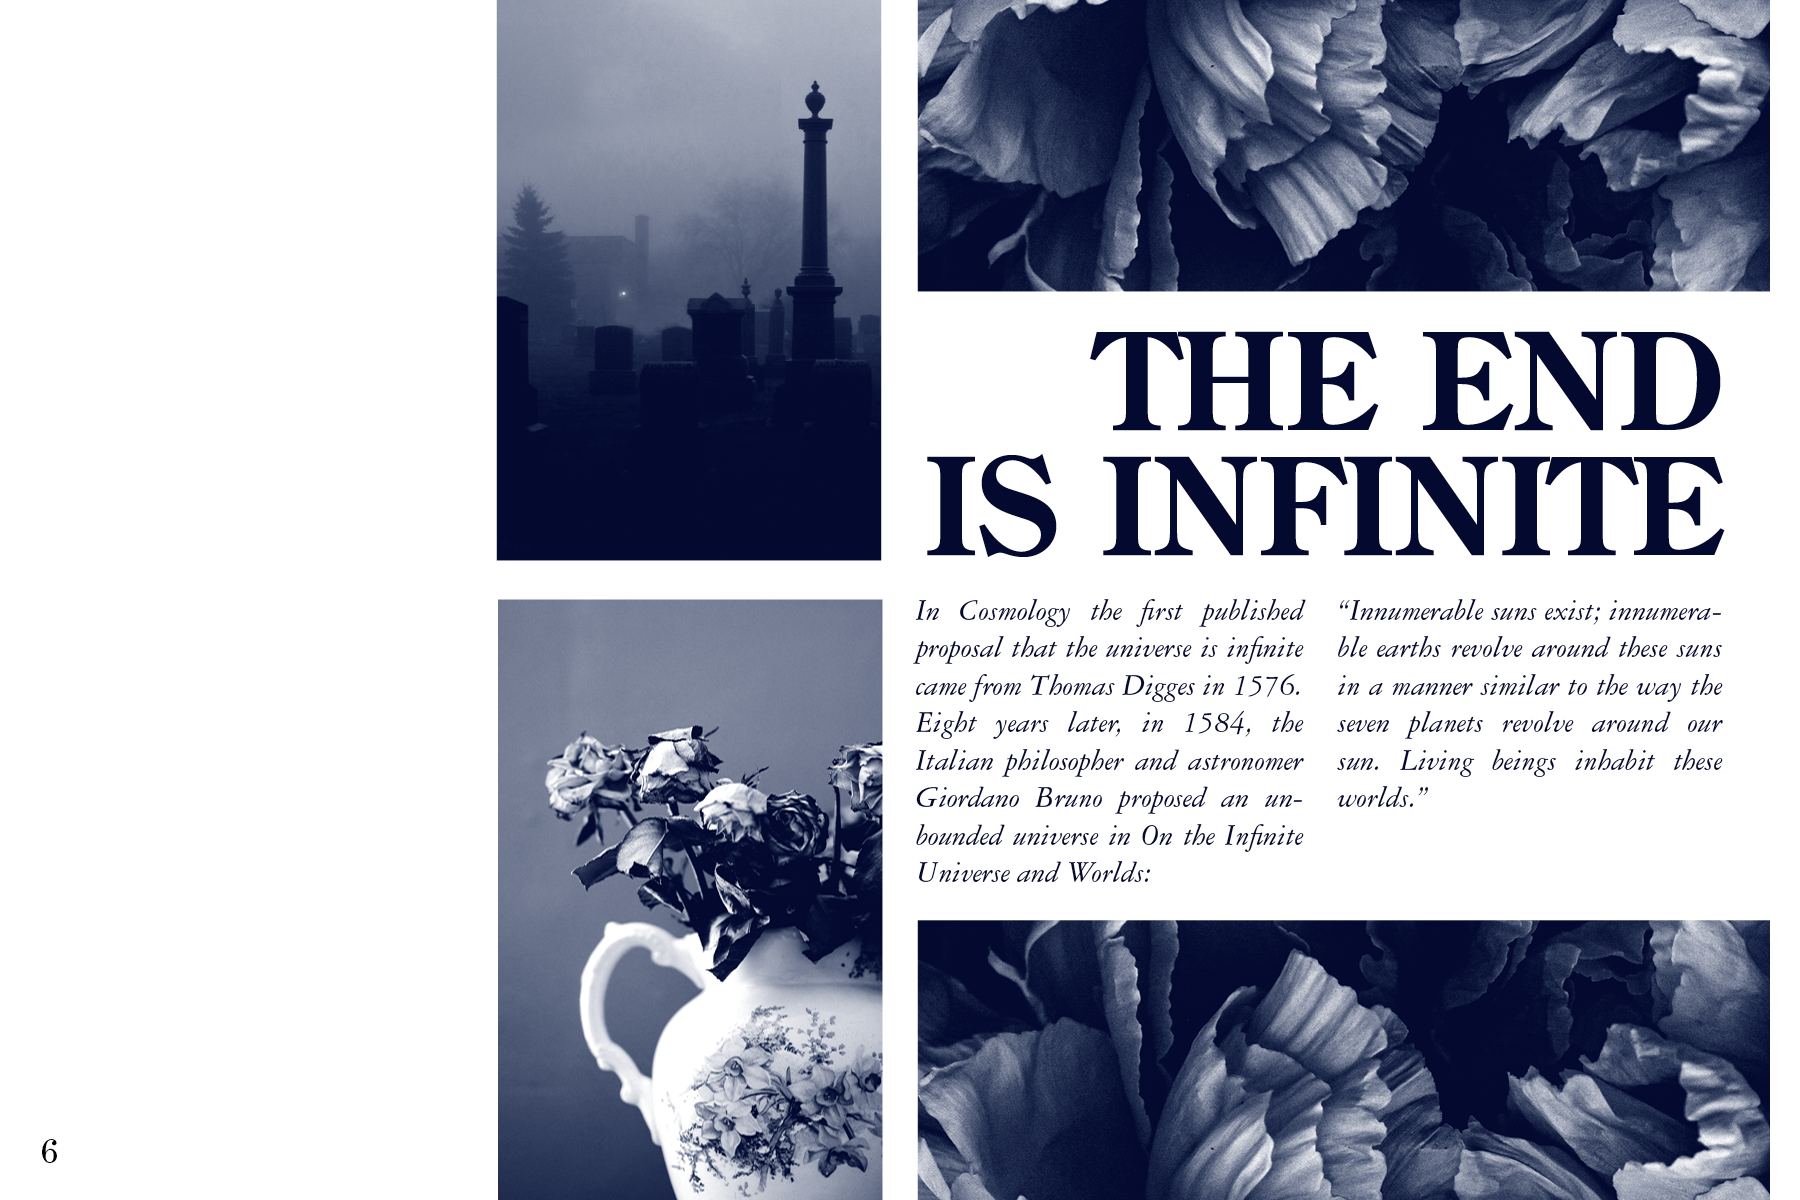 THE END
IS INFINITE
In Cosmology the first published
proposal that the universe is infinite
came from Thomas Digges in 1576.
Eight years later, in 1584, the
Italian philosopher and astronomer
Giordano Bruno proposed an un-
bounded universe in On the Infinite
Universe and Worlds:
“Innumerable suns exist; innumera-
ble earths revolve around these suns
in a manner similar to the way the
seven planets revolve around our
sun. Living beings inhabit these
worlds.”
6